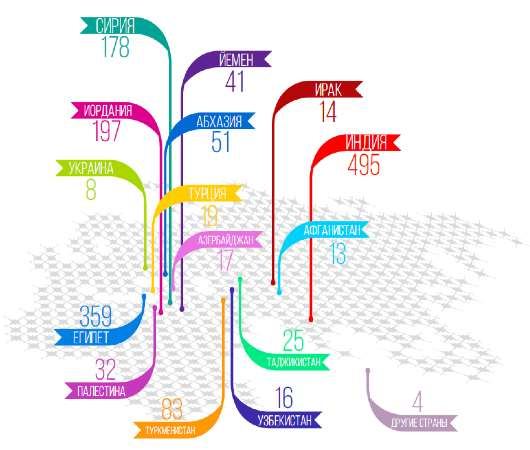 СИРИЯ
178
ЙЕМЕН
41
ИРАК
14
ИОРДАНИЯ
197
АБХАЗИЯ
51
ИНДИЯ
495
УКРАИНА
8
ТУРЦИЯ
19
АЗЕРБАЙДЖАН
17
АФГАНИСТАН
13
359
ЕГИПЕТ
25
ТАДЖИКИСТАН
32
ПАЛЕСТИНА
83
ТУРКМЕНИСТАН
16
УЗБЕКИСТАН
4
ДРУГИЕ СТРАНЫ